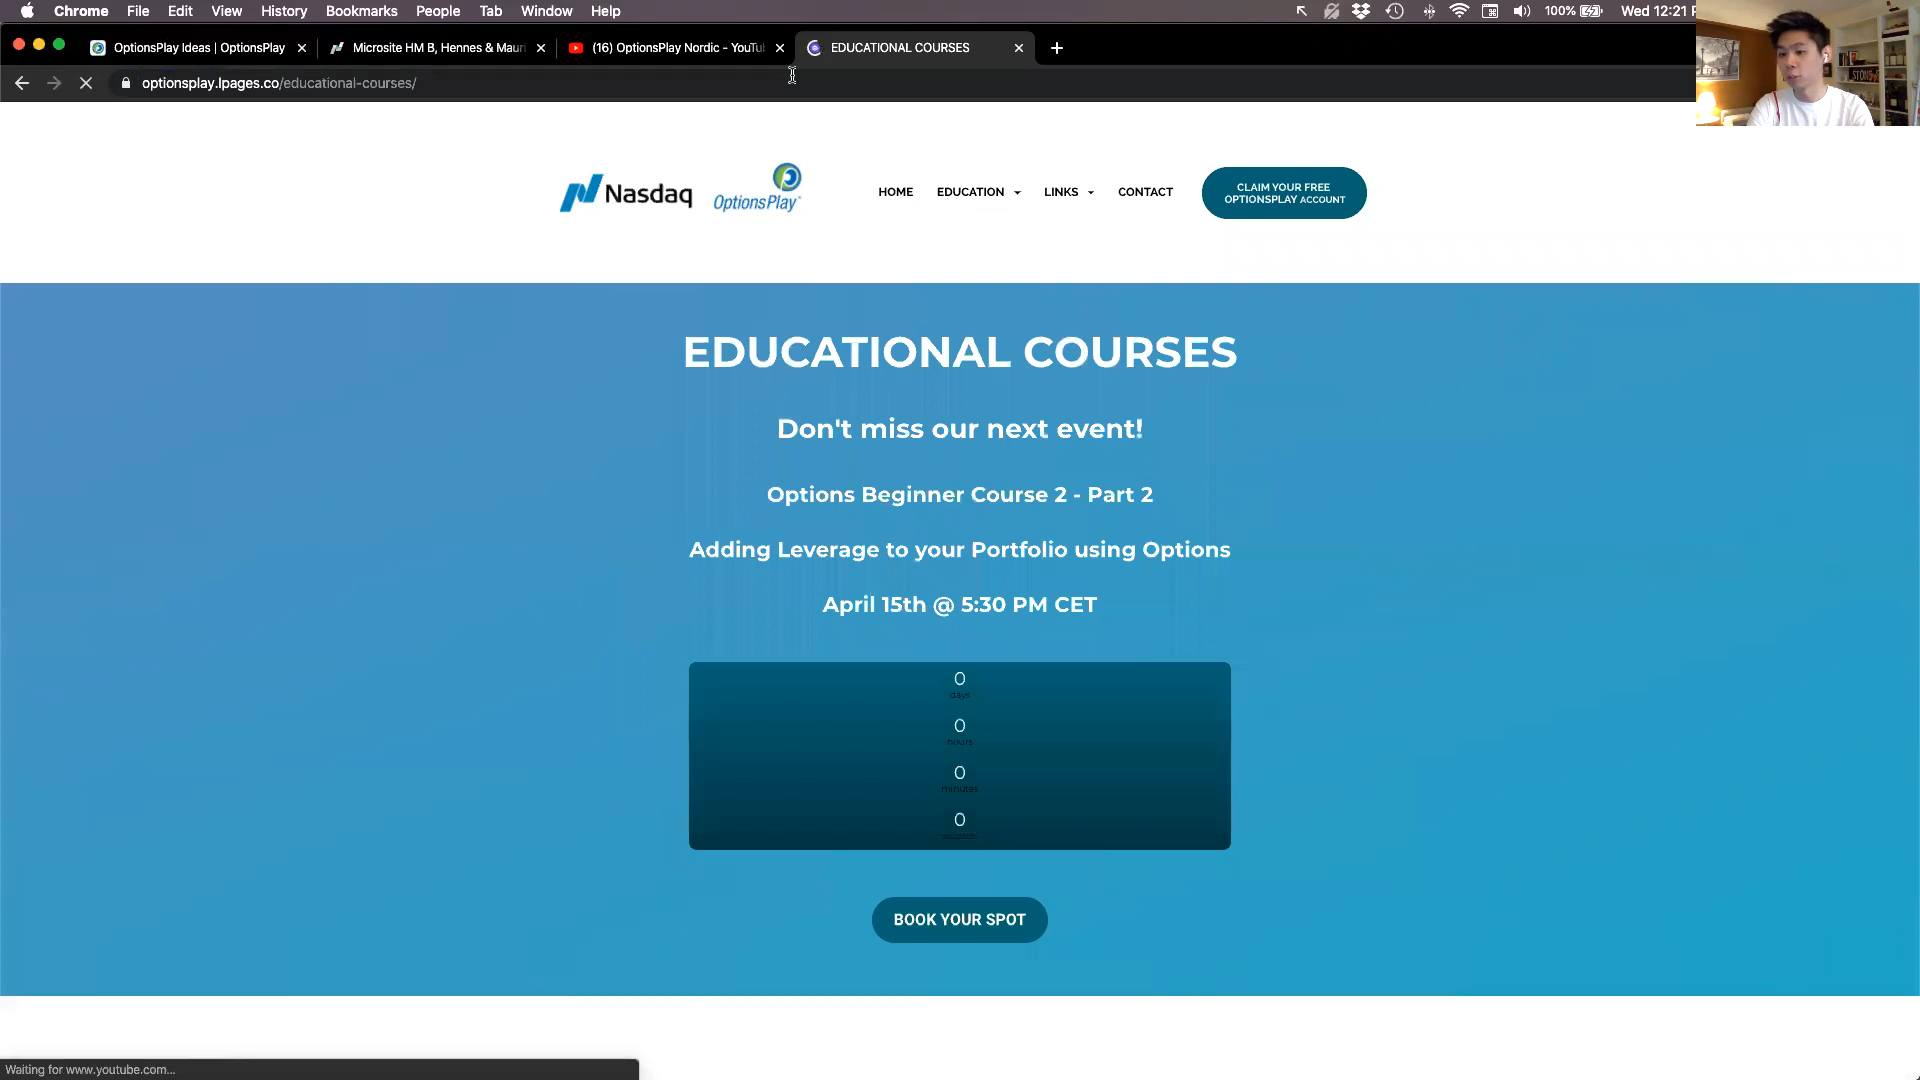 Chrome File Edit View History Bookmarks People Tab Window Help 100% Wed 12:21
OptionsPlay Ideas | OptionsPlay Microsite HM B, Hennes & Mauri (16) OptionsPlay Nordic - YouTu EDUCATIONAL COURSES
optionsplay.lpages.co/educational-courses/
Nasdaq OptionsPlay HOME EDUCATION LINKS CONTACT
CLAIM YOUR FREE
OPTIONSPLAY ACCOUNT
EDUCATIONAL COURSES
Don't miss our next event!
Options Beginner Course 2 - Part 2
Adding Leverage to your Portfolio using Options
April 15th @ 5:30 PM CET
0
days
0
hours
0
minutes
0
BOOK YOUR SPOT
Waiting for www.youtube.com...